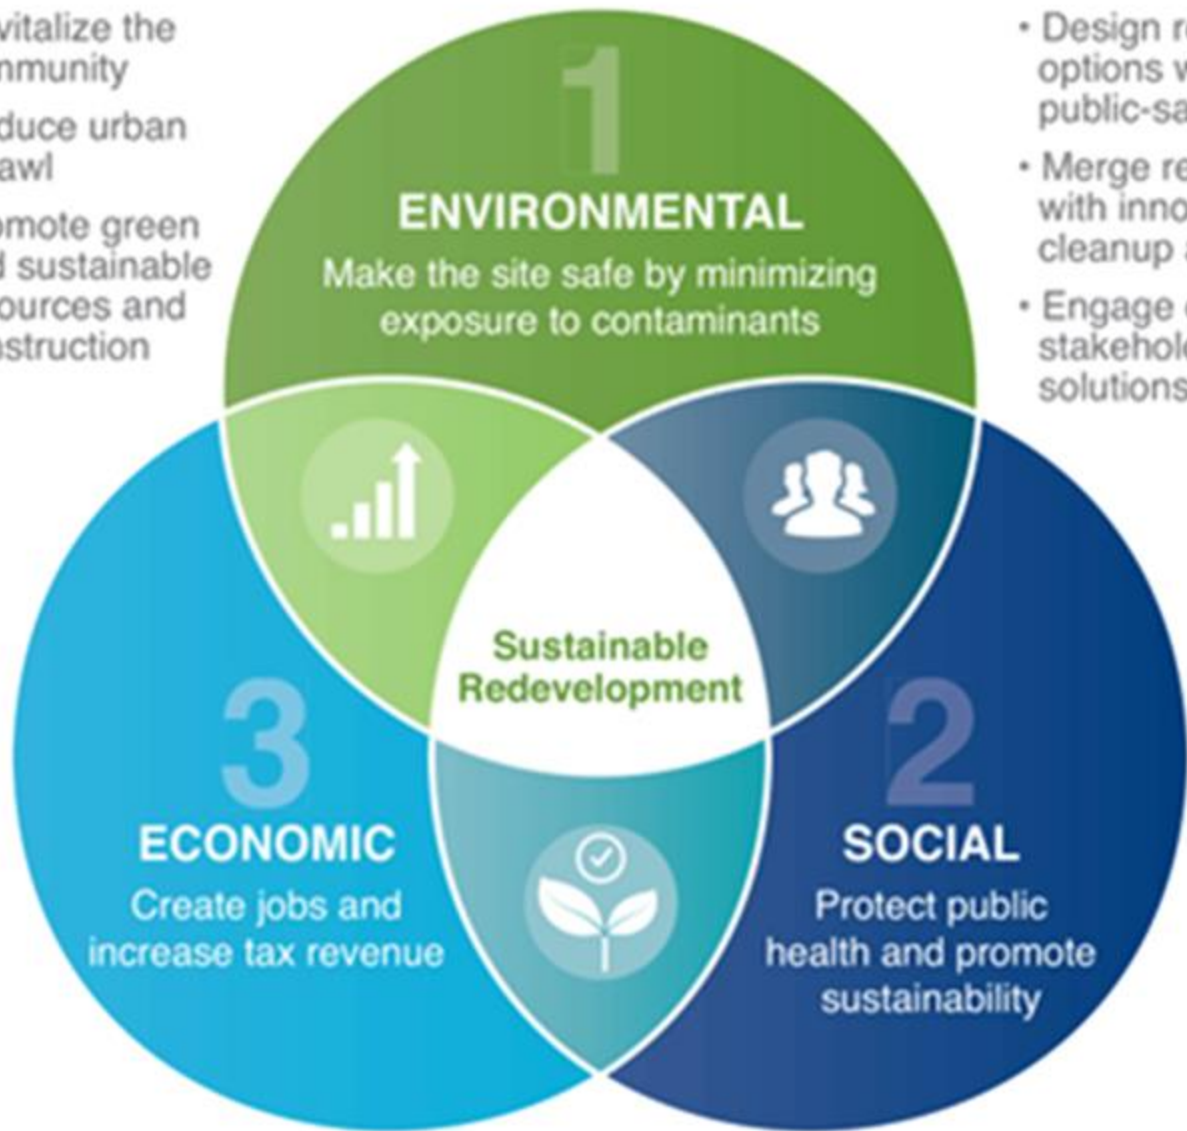 vitalize the
nmunity
duce urban
awl
omote green
d sustainable
ources and
nstruction
1
ENVIRONMENTAL
Make the site safe by minimizing
exposure to contaminants
• Design re
options w
public-sa
• Merge re
with inno
cleanup a
• Engage
stakehol
solutions
Sustainable
Redevelopment
3
ECONOMIC
Create jobs and
increase tax revenue
2
SOCIAL
Protect public
health and promote
sustainability